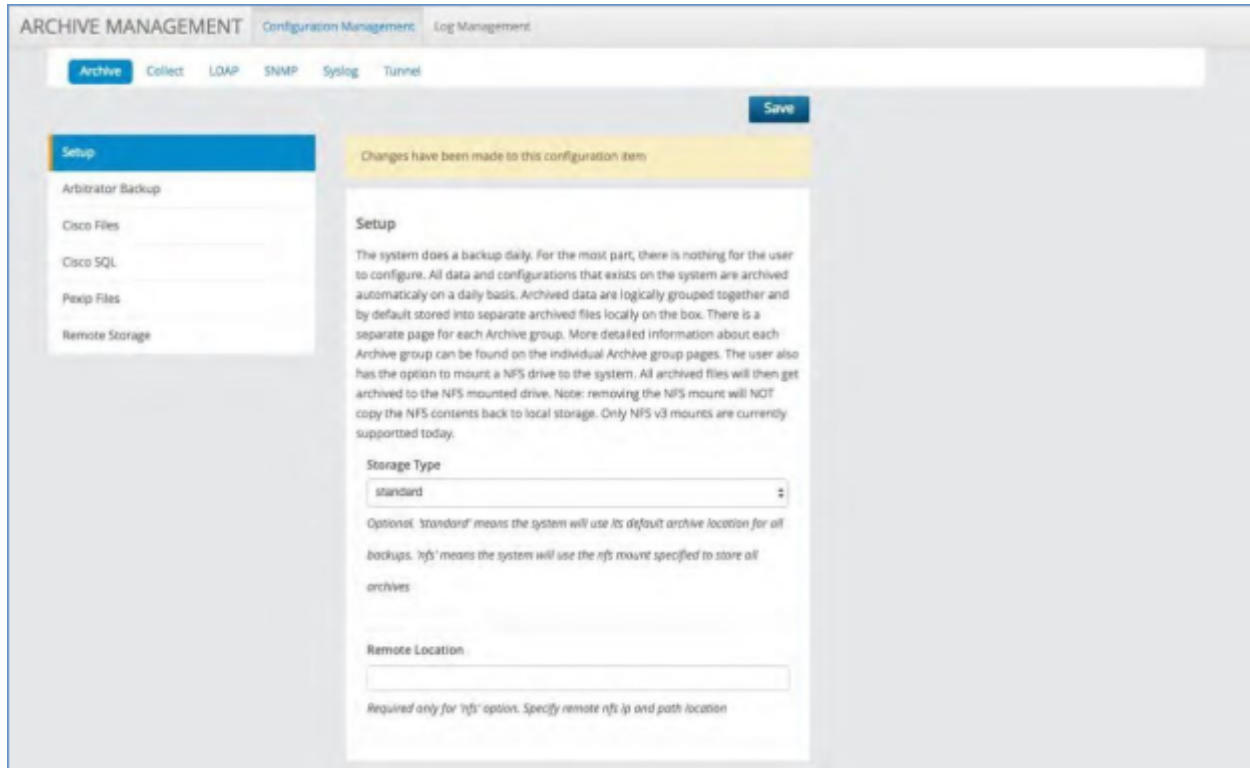 ARCHIVE MANAGEMENT Configuration Management Log Management
Archive Collect LDAP SNMP Syslog Tunnel
Save
Setup
Arbitrator Backup
Cisco Files
Cisco SQL
Pexip Files
Remote Storage
Changes have been made to this configuration item
Setup
The system does a backup daily. For the most part, there is nothing for the user
to configure. All data and configurations that exists on the system are archived
automaticaly on a daily basis. Archived data are logically grouped together and
by default stored into separate archived files locally on the box. There is a
separate page for each Archive group. More detailed information about each
Archive group can be found on the individual Archive group pages. The user also
has the option to mount a NFS drive to the system. All archived files will then get
archived to the NFS mounted drive. Note: removing the NFS mount will NOT
copy the NFS contents back to local storage. Only NFS v3 mounts are currently
supportted today.
Storage Type
standard
Optional. 'standard' means the system will use its default archive location for all
backups. 'nfs' means the system will use the nfs mount specified to store all
archives
Remote Location
Required only for 'nfs' option. Specify remote nfs ip and path location